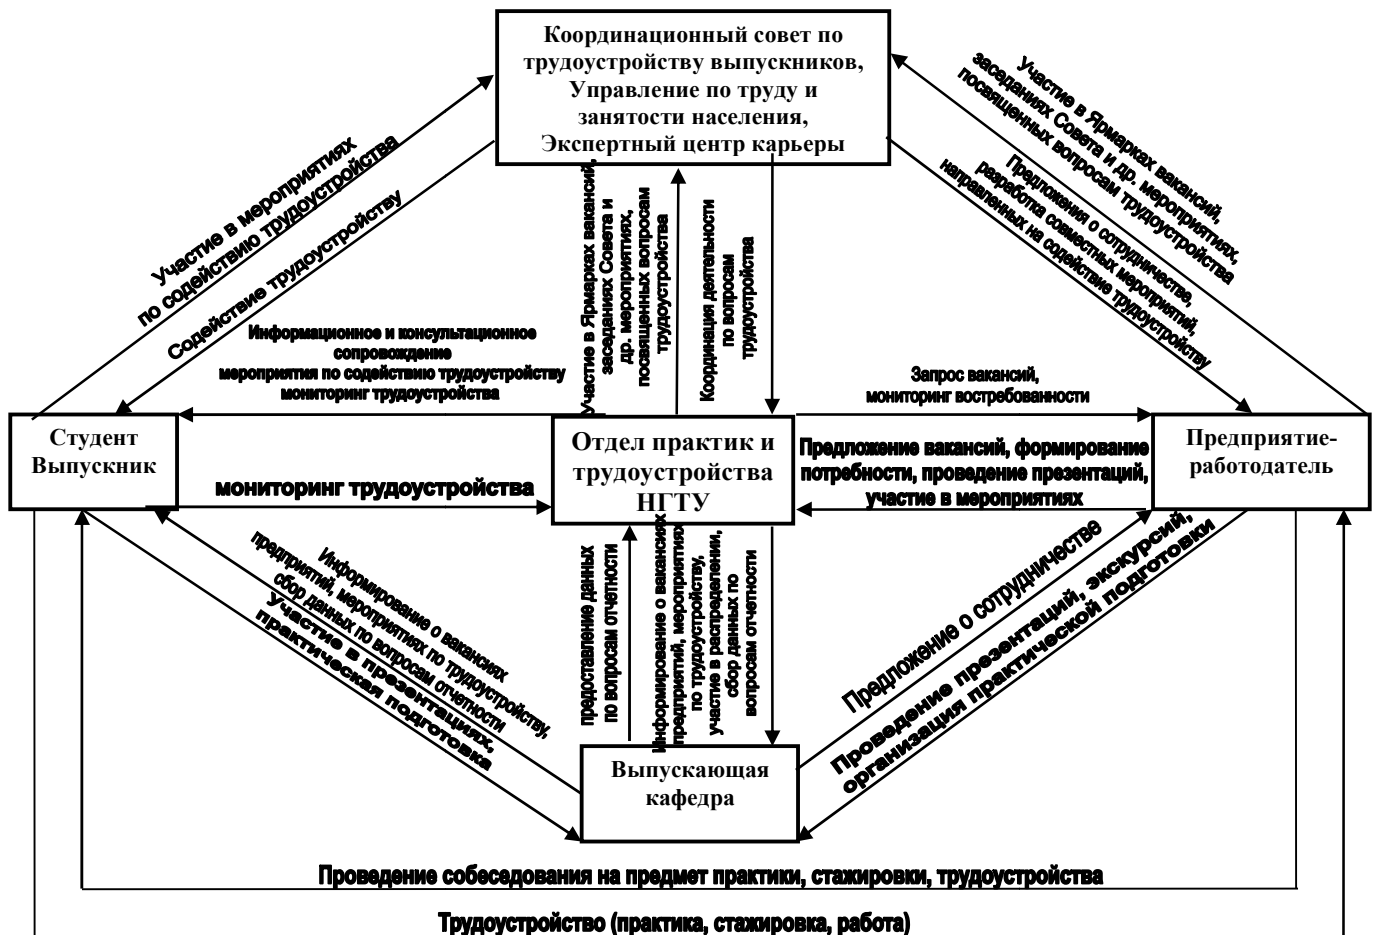 Координационный совет по
трудоустройству выпускников,
Управление по труду и
занятости населения,
Экспертный центр карьеры
Участие в мероприятиях
по содействию трудоустройства
Содействие трудоустройству
Участие в Ярмарках вакансий,
заседаниях Совета и
др. мероприятиях,
посвященных вопросам
трудоустройства
Координация деятельности
по вопросам
трудоустройства
Участие в Ярмарках вакансий,
заседаниях Совета и др. мероприятиях,
посвященных вопросам трудоустройства
Предложения о сотрудничестве,
разработка совместных мероприятий,
направленных на содействие трудоустройству
Информационное и консультационное
сопровождение
мероприятия по содействию трудоустройству
мониторинг трудоустройства
Запрос вакансий,
мониторинг востребованности
Студент
Выпускник
Отдел практик и
трудоустройства
НГТУ
Предприятие-
работодатель
мониторинг трудоустройства
Предложение вакансий, формирование
потребности, проведение презентаций,
участие в мероприятиях
Информирование о вакансиях
предприятий, мероприятиях по трудоустройству,
сбор данных по вопросам отчетности
Участие в презентациях,
практическая подготовка
предоставление данных
по вопросам отчетности
Информирование о вакансиях
предприятий, мероприятиях
по трудоустройству,
участие в распределении,
сбор данных по
вопросам отчетности
Предложение о сотрудничестве
Проведение презентаций, экскурсий,
организация практической подготовки
Выпускающая
кафедра
Проведение собеседования на предмет практики, стажировки, трудоустройства
Трудоустройство (практика, стажировка, работа)